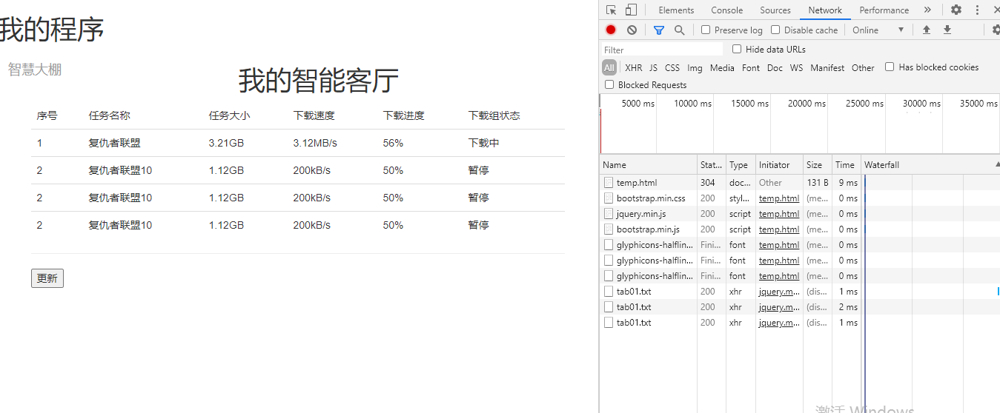 我的程序
智慧大棚
我的智能客厅
序号 任务名称 任务大小 下载速度 下载进度 下载组状态
1 复仇者联盟 3.21GB 3.12MB/s 56% 下载中
2 复仇者联盟10 1.12GB 200kB/s 50% 暂停
2 复仇者联盟10 1.12GB 200kB/s 50% 暂停
2 复仇者联盟10 1.12GB 200kB/s 50% 暂停
更新
Elements Console Sources Network Performance »
Preserve log Disable cache Online
Filter Hide data URLs
All XHR JS CSS Img Media Font Doc WS Manifest Other Has blocked cookies
Blocked Requests
5000 ms 10000 ms 15000 ms 20000 ms 25000 ms 30000 ms 35000 ms
Name Stat... Type Initiator Size Time Waterfall
temp.html 304 doc... Other 131 B 9 ms
bootstrap.min.css 200 styl... temp.html (me... 0 ms
jquery.min.js 200 script temp.html (me... 0 ms
bootstrap.min.js 200 script temp.html (me... 0 ms
glyphicons-halflin... Fini... font temp.html (me... 0 ms
glyphicons-halflin... Fini... font temp.html (me... 0 ms
glyphicons-halflin... Fini... font temp.html (me... 0 ms
tab01.txt 200 xhr jquery.m... (dis... 1 ms
tab01.txt 200 xhr jquery.m... (dis... 2 ms
tab01.txt 200 xhr jquery.m... (dis... 1 ms
激活 Windows